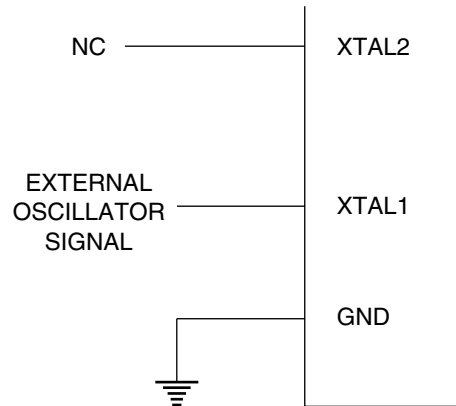 NC
XTAL2
EXTERNAL
OSCILLATOR
SIGNAL
XTAL1
GND